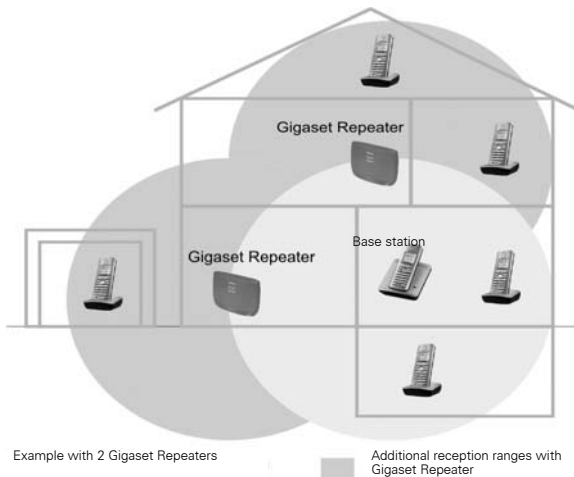 Gigaset Repeater
Base station
Gigaset Repeater
Example with 2 Gigaset Repeaters
Additional reception ranges with
Gigaset Repeater